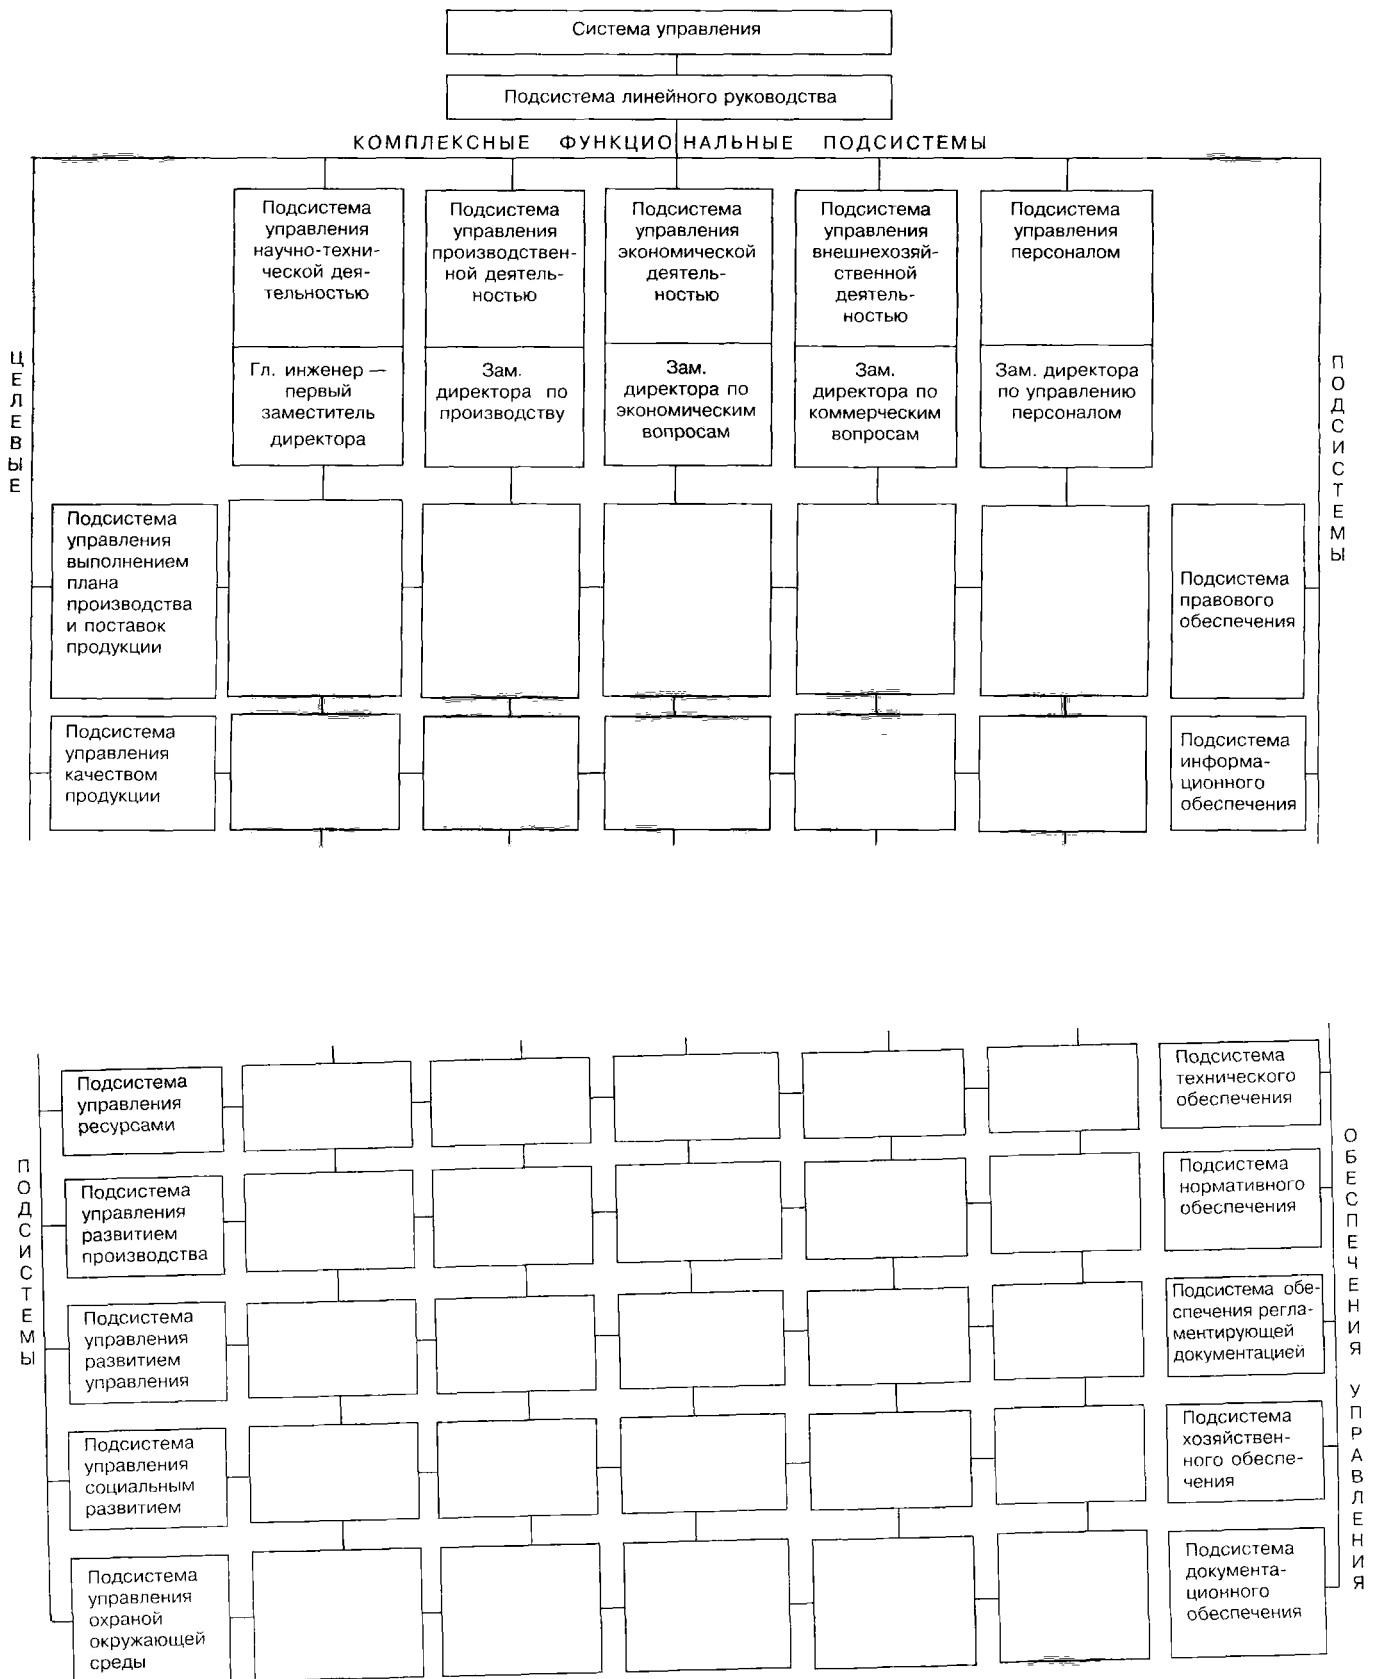 Система управления
Подсистема линейного руководства
КОМПЛЕКСНЫЕ ФУНКЦИОНАЛЬНЫЕ ПОДСИСТЕМЫ
Подсистема
управления
научно-техни-
ческой дея-
тельностью
Подсистема
управления
производствен-
ной деятель-
ностью
Подсистема
управления
экономической
деятель-
ностью
Подсистема
управления
внешнехозяй-
ственной
деятель-
ностью
Подсистема
управления
персоналом
Гл. инженер —
первый
заместитель
директора
Зам.
директора по
производству
Зам.
директора по
экономическим
вопросам
Зам.
директора по
коммерческим
вопросам
Зам. директора
по управлению
персоналом
ЦЕЛЕВЫЕ
ПОДСИСТЕМЫ
Подсистема
управления
выполнением
плана
производства
и поставок
продукции
Подсистема
правового
обеспечения
Подсистема
управления
качеством
продукции
Подсистема
информа-
ционного
обеспечения
ПОДСИСТЕМЫ
ОБЕСПЕЧЕНИЯ УПРАВЛЕНИЯ
Подсистема
управления
ресурсами
Подсистема
технического
обеспечения
Подсистема
управления
развитием
производства
Подсистема
нормативного
обеспечения
Подсистема
управления
развитием
управления
Подсистема обе-
спечения регла-
ментирующей
документацией
Подсистема
управления
социальным
развитием
Подсистема
хозяйствен-
ного обеспе-
чения
Подсистема
управления
охраной
окружающей
среды
Подсистема
документа-
ционного
обеспечения